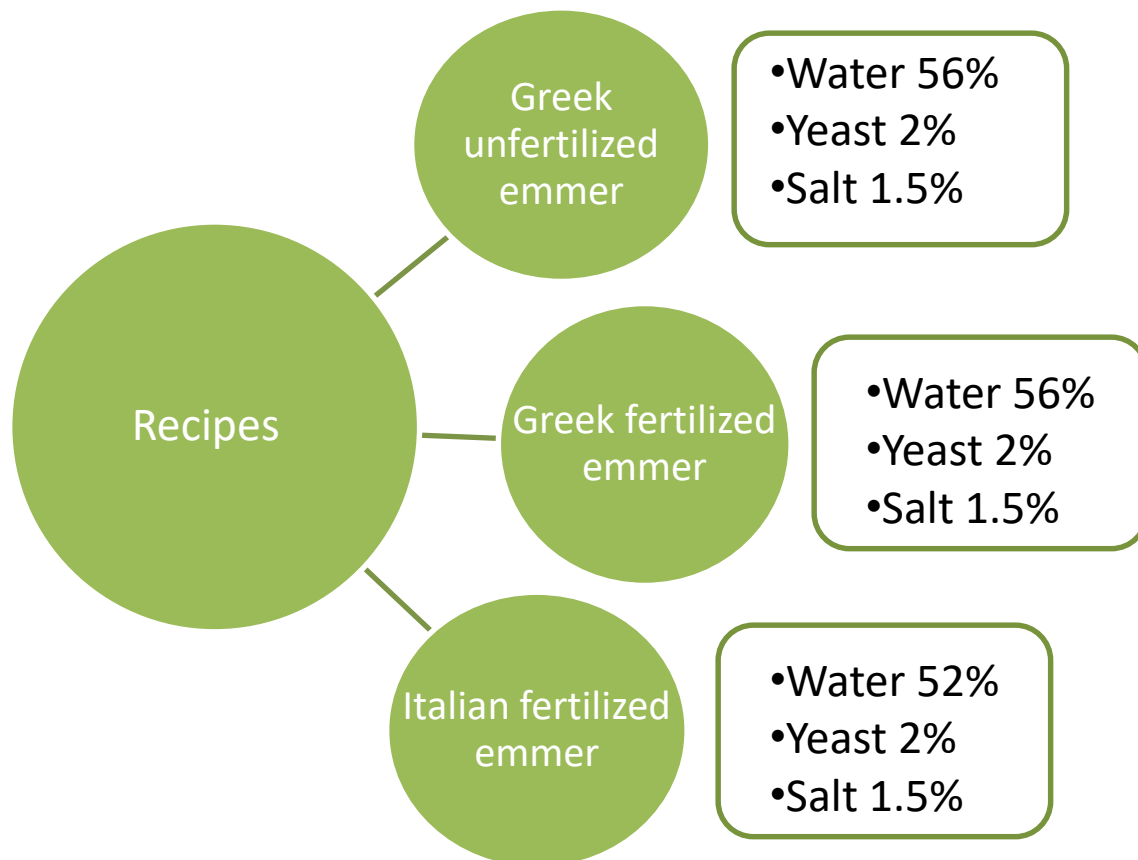 Recipes
Greek
unfertilized
emmer
•Water 56%
•Yeast 2%
•Salt 1.5%
Greek fertilized
emmer
•Water 56%
•Yeast 2%
•Salt 1.5%
Italian fertilized
emmer
•Water 52%
•Yeast 2%
•Salt 1.5%